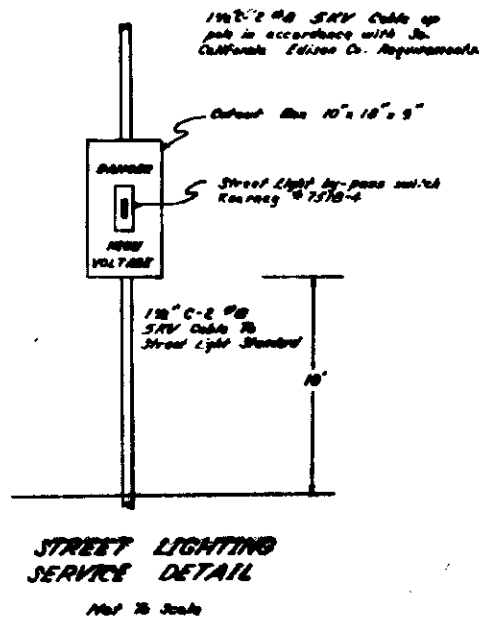 1½"C-2 #8 5KV Cable up
pole in accordance with So.
California Edison Co. Requirements.
Cutout Box 10"x 18"x 9"
DANGER
Street Light by-pass switch
Kearney # 7578-4
HIGH
VOLTAGE
1½" C-2 #8
5KV Cable To
Street Light Standard
10'
STREET LIGHTING
SERVICE DETAIL
Not To Scale